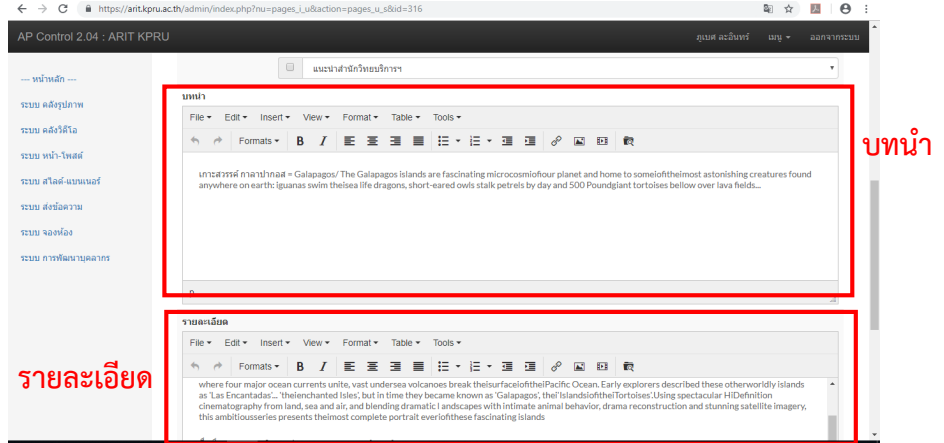 https://arit.kpru.ac.th/admin/index.php?nu=pages_i_u&action=pages_u_s&id=316
AP Control 2.04 : ARIT KPRU ภูเบศ ละอินทร์ เมนู ออกจากระบบ
--- หน้าหลัก ---
ระบบ คลังรูปภาพ
ระบบ คลังวิดีโอ
ระบบ หน้า-โพสต์
ระบบ สไลด์-แบนเนอร์
ระบบ ส่งข้อความ
ระบบ จองห้อง
ระบบ การพัฒนาบุคลากร
แนะนำสำนักวิทยบริการฯ
บทนำ
File Edit Insert View Format Table Tools
Formats B I
เกาะสวรรค์ กาลาปากอส = Galapagos/ The Galapagos islands are fascinating microcosmiofour planet and home to someiofitheimost astonishing creatures found
anywhere on earth: iguanas swim theisea life dragons, short-eared owls stalk petrels by day and 500 Poundgiant tortoises bellow over lava fields...
บทนำ
รายละเอียด
File Edit Insert View Format Table Tools
Formats B I
where four major ocean currents unite, vast undersea volcanoes break theisurfaceiofitheiPacific Ocean. Early explorers described these otherworldly islands
as 'Las Encantadas'... 'theienchanted Isles', but in time they became known as 'Galapagos', thei'IslandsiofitheiTortoises'.Using spectacular HiDefinition
cinematography from land, sea and air, and blending dramatic l andscapes with intimate animal behavior, drama reconstruction and stunning satellite imagery,
this ambitiousseries presents theimost complete portrait everiofithese fascinating islands
รายละเอียด